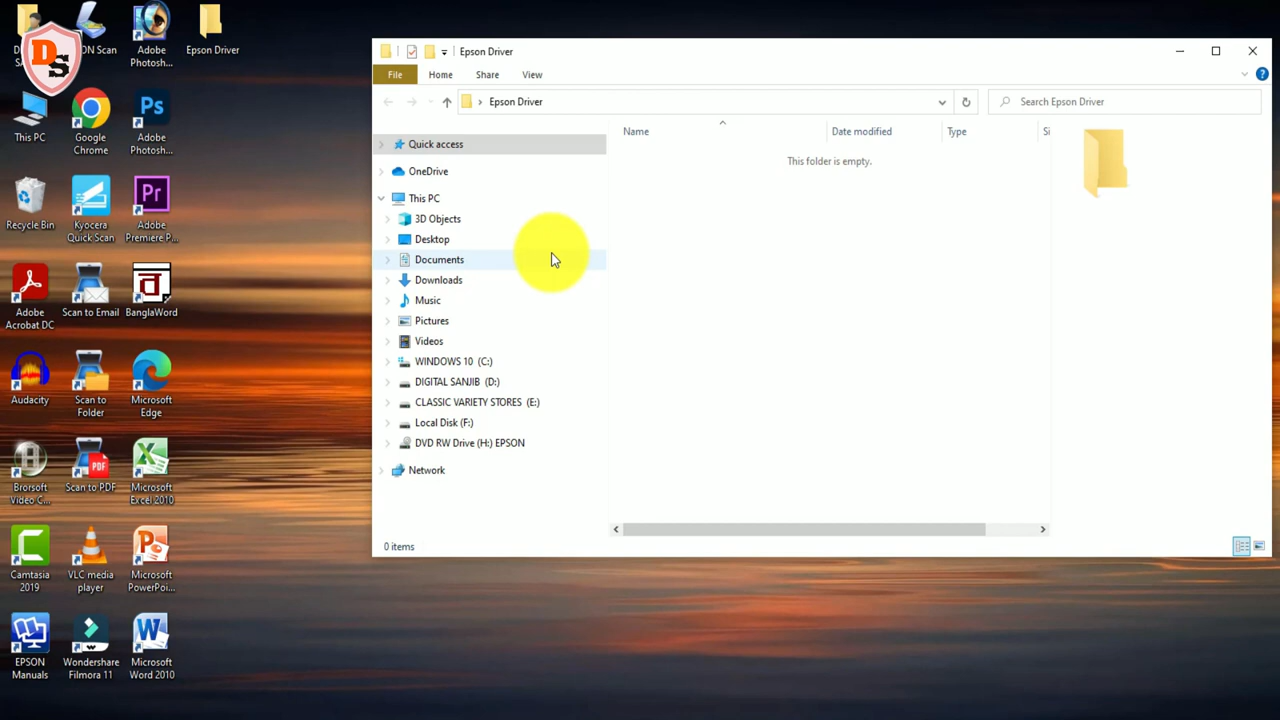 DS
D
SA
ON Scan
Adobe
Photosh...
Epson Driver
This PC
Google
Chrome
Adobe
Photosh...
Recycle Bin
Kyocera
Quick Scan
Adobe
Premiere P...
Adobe
Acrobat DC
Scan to Email
BanglaWord
Audacity
Scan to
Folder
Microsoft
Edge
Brorsoft
Video C...
Scan to PDF
Microsoft
Excel 2010
Camtasia
2019
VLC media
player
Microsoft
PowerPoi...
EPSON
Manuals
Wondershare
Filmora 11
Microsoft
Word 2010
Epson Driver
File Home Share View
Epson Driver
Search Epson Driver
Name Date modified Type Si
This folder is empty.
Quick access
OneDrive
This PC
3D Objects
Desktop
Documents
Downloads
Music
Pictures
Videos
WINDOWS 10 (C:)
DIGITAL SANJIB (D:)
CLASSIC VARIETY STORES (E:)
Local Disk (F:)
DVD RW Drive (H:) EPSON
Network
0 items